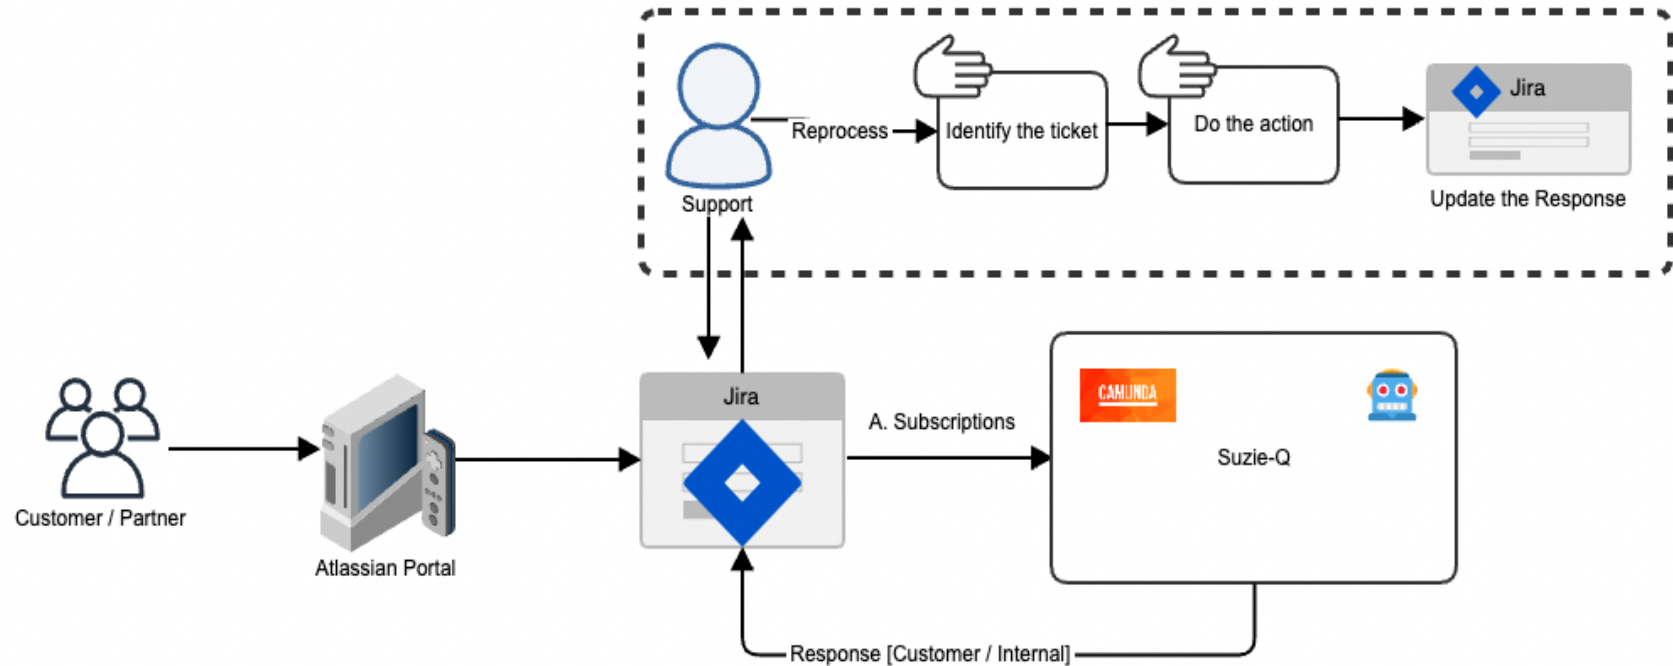 Jira
Reprocess
Identify the ticket
Do the action
Support
Update the Response
Jira
A. Subscriptions
CAMUNDA
Suzie-Q
Customer / Partner
Atlassian Portal
Response [Customer / Internal]